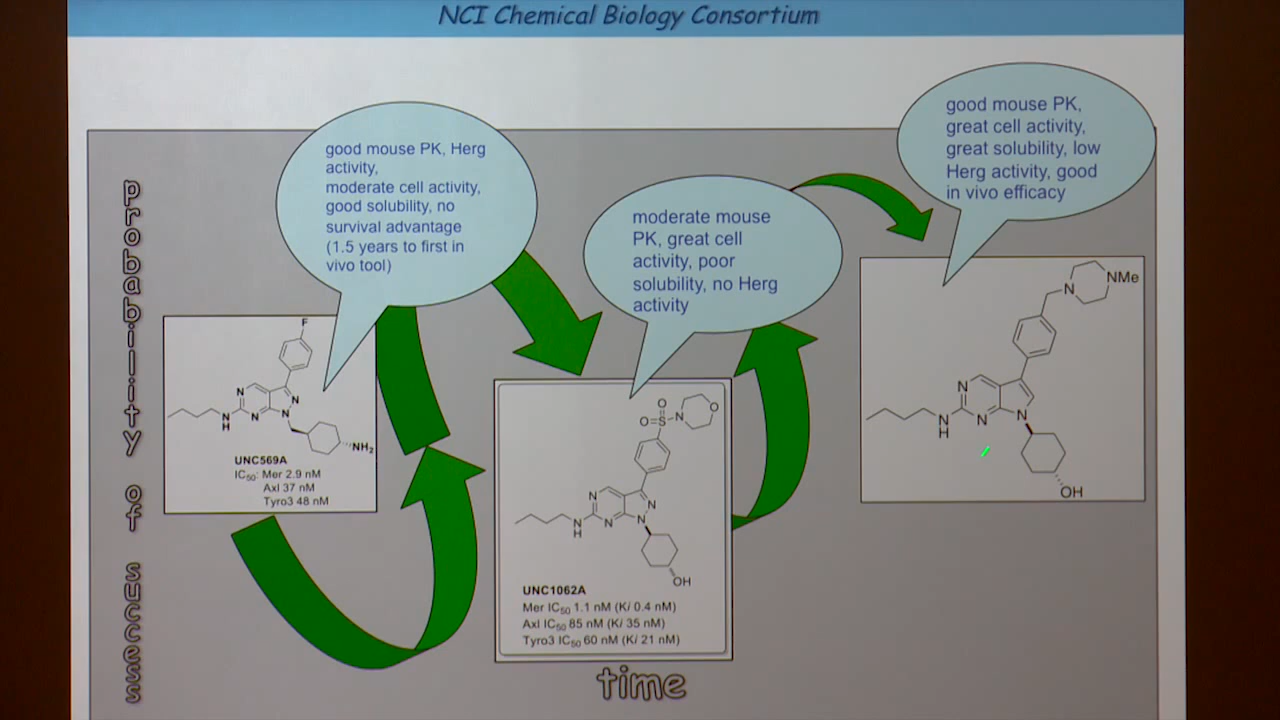 NCI Chemical Biology Consortium
probability of success
good mouse PK, Herg
activity,
moderate cell activity,
good solubility, no
survival advantage
(1.5 years to first in
vivo tool)
moderate mouse
PK, great cell
activity, poor
solubility, no Herg
activity
good mouse PK,
great cell activity,
great solubility, low
Herg activity, good
in vivo efficacy
F
N
N
N
N
N
H
NH₂
UNC569A
IC₅₀: Mer 2.9 nM
Axl 37 nM
Tyro3 48 nM
O
O
O=S
N
N
N
N
N
N
H
OH
UNC1062A
Mer IC₅₀ 1.1 nM (Ki 0.4 nM)
Axl IC₅₀ 85 nM (Ki 35 nM)
Tyro3 IC₅₀ 60 nM (Ki 21 nM)
NMe
N
N
N
N
N
H
OH
time